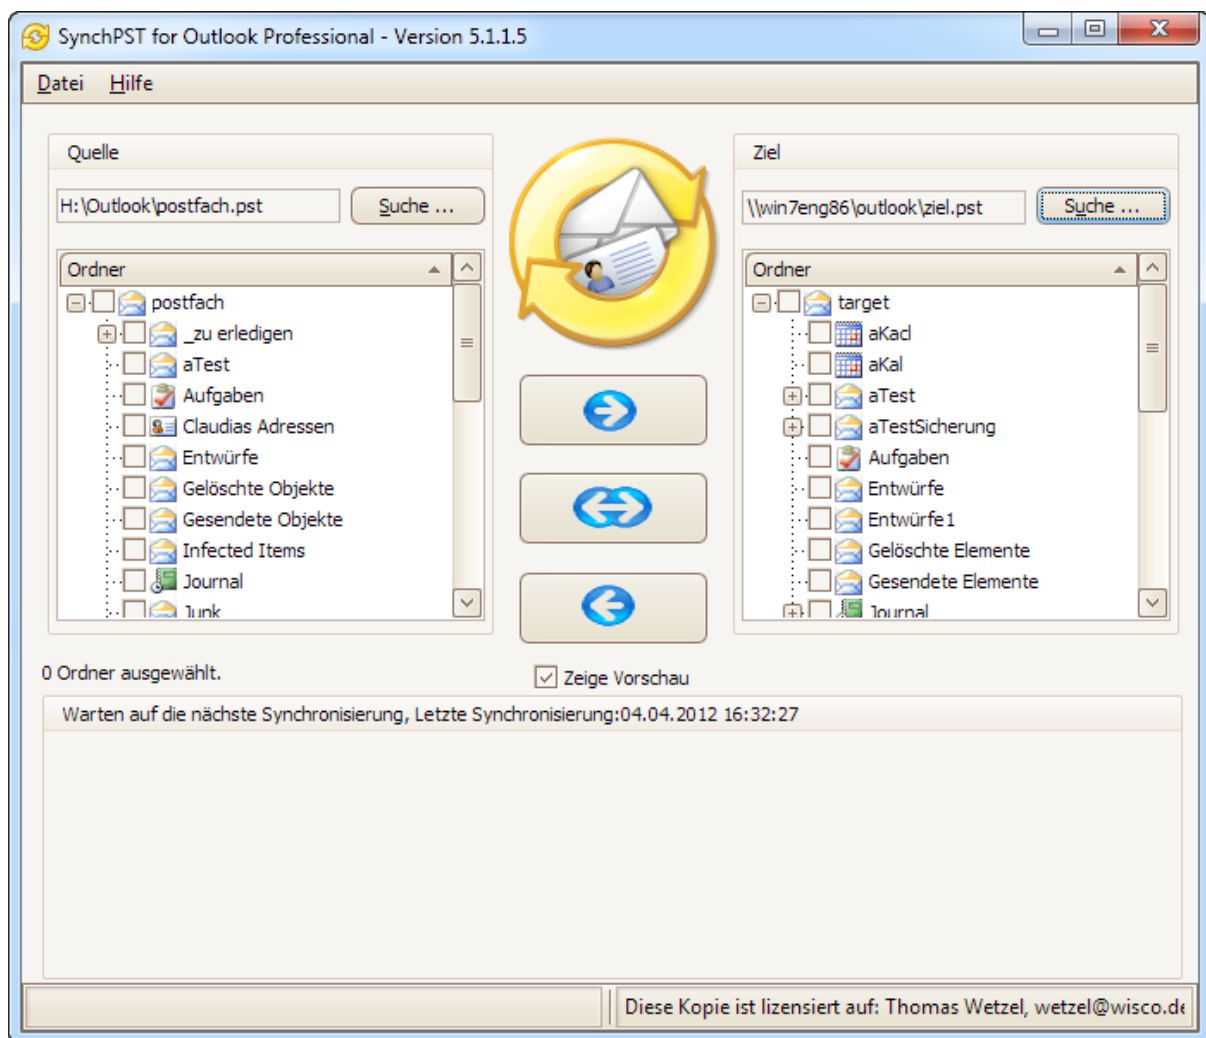 SynchPST for Outlook Professional - Version 5.1.1.5
Datei Hilfe
Quelle
H:\Outlook\postfach.pst Suche ...
Ordner
postfach
_zu erledigen
aTest
Aufgaben
Claudias Adressen
Entwürfe
Gelöschte Objekte
Gesendete Objekte
Infected Items
Journal
Junk
Ziel
\\win7eng86\outlook\ziel.pst Suche ...
Ordner
target
aKacl
aKal
aTest
aTestSicherung
Aufgaben
Entwürfe
Entwürfe1
Gelöschte Elemente
Gesendete Elemente
Journal
0 Ordner ausgewählt.
Zeige Vorschau
Warten auf die nächste Synchronisierung, Letzte Synchronisierung:04.04.2012 16:32:27
Diese Kopie ist lizensiert auf: Thomas Wetzel, wetzel@wisco.de